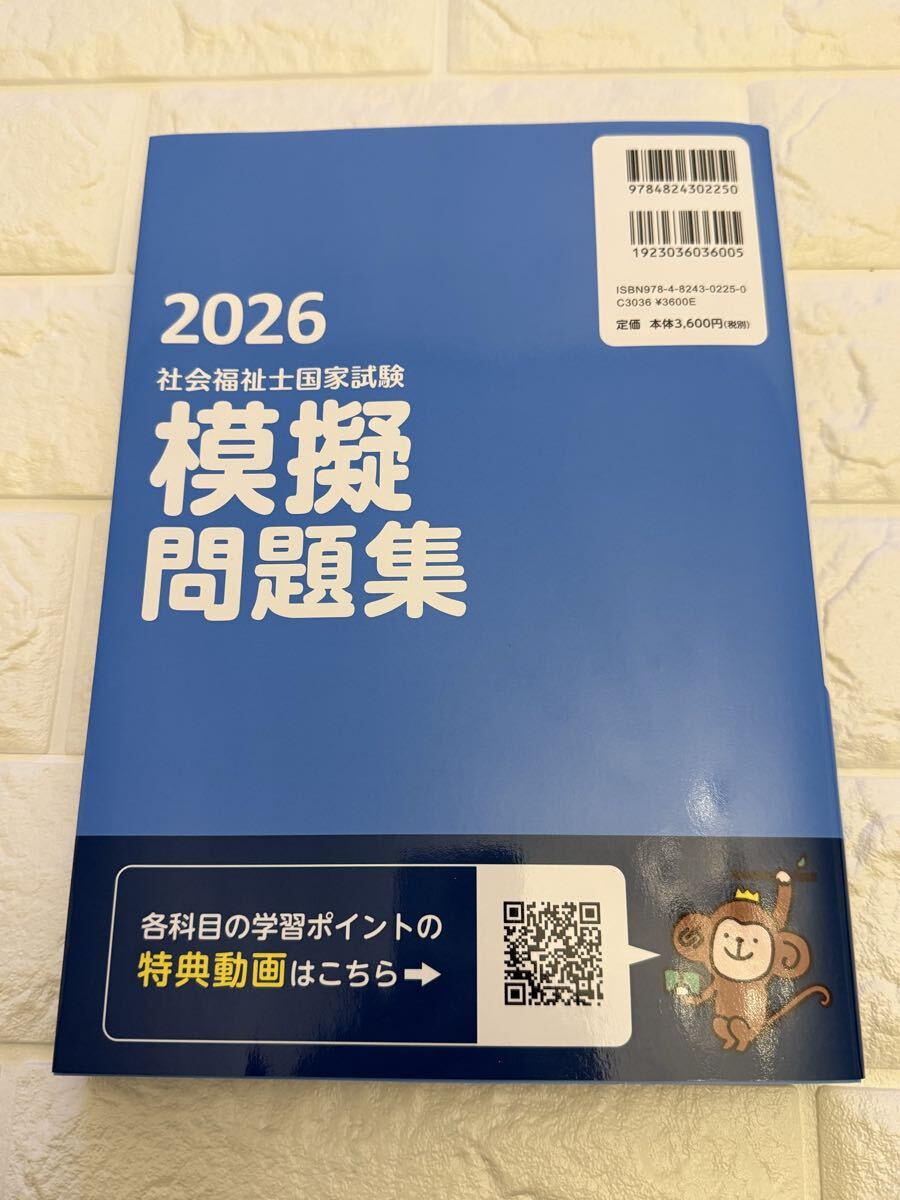 9784824302250
1923036036005
ISBN978-4-8243-0225-0
C3036 ¥3600E
定価 本体3,600円(税別)
2026
社会福祉士国家試験
模擬
問題集
各科目の学習ポイントの
特典動画はこちら→